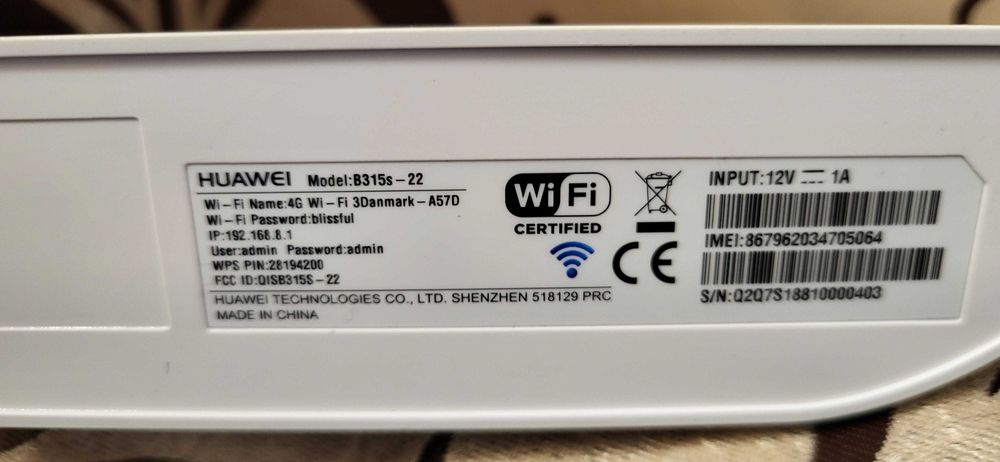 HUAWEI Model:B315s-22
Wi-Fi Name:4G Wi-Fi 3Danmark-A57D
Wi-Fi Password:blissful
IP:192.168.8.1
User:admin Password:admin
WPS PIN:28194200
FCC ID:QISB315S-22
HUAWEI TECHNOLOGIES CO., LTD. SHENZHEN 518129 PRC
MADE IN CHINA
WiFi
CERTIFIED
CE
INPUT:12V ⎓ 1A
IMEI:867962034705064
S/N:Q2Q7S18810000403